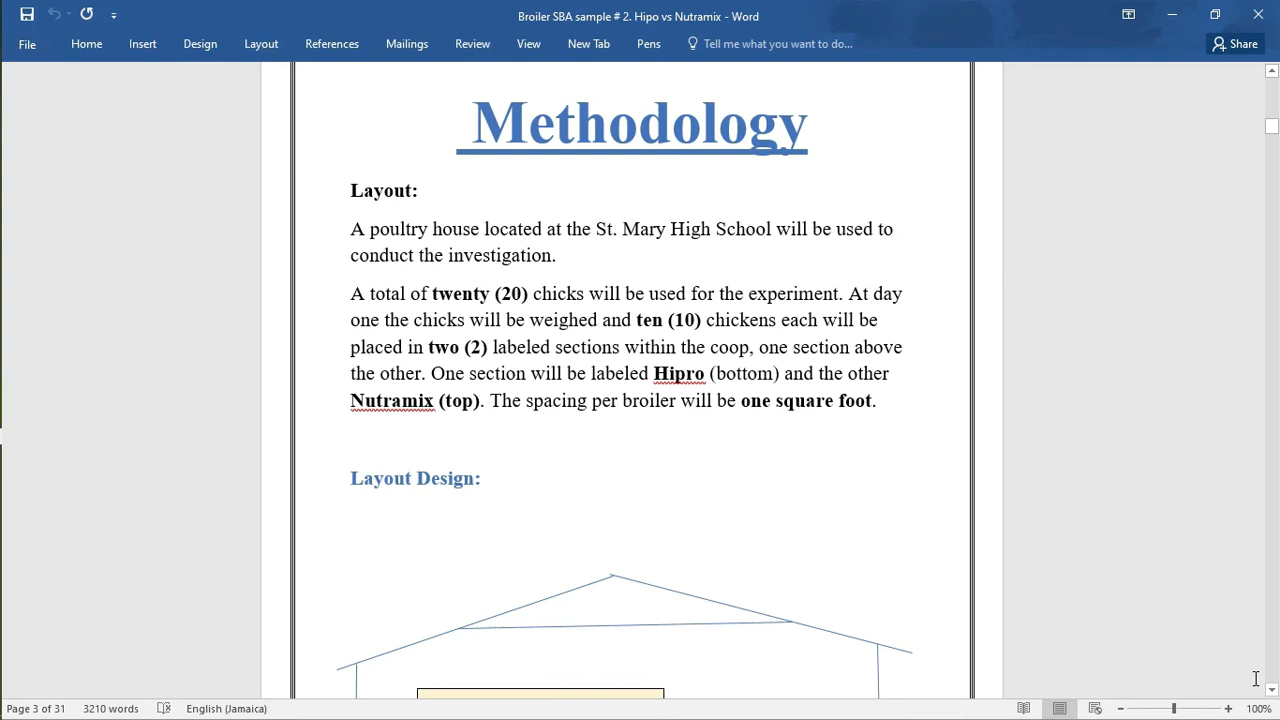 Broiler SBA sample # 2. Hipo vs Nutramix - Word
File Home Insert Design Layout References Mailings Review View New Tab Pens Tell me what you want to do... Share
Methodology
Layout:
A poultry house located at the St. Mary High School will be used to
conduct the investigation.
A total of twenty (20) chicks will be used for the experiment. At day
one the chicks will be weighed and ten (10) chickens each will be
placed in two (2) labeled sections within the coop, one section above
the other. One section will be labeled Hipro (bottom) and the other
Nutramix (top). The spacing per broiler will be one square foot.
Layout Design:
Page 3 of 31 3210 words English (Jamaica) 100%